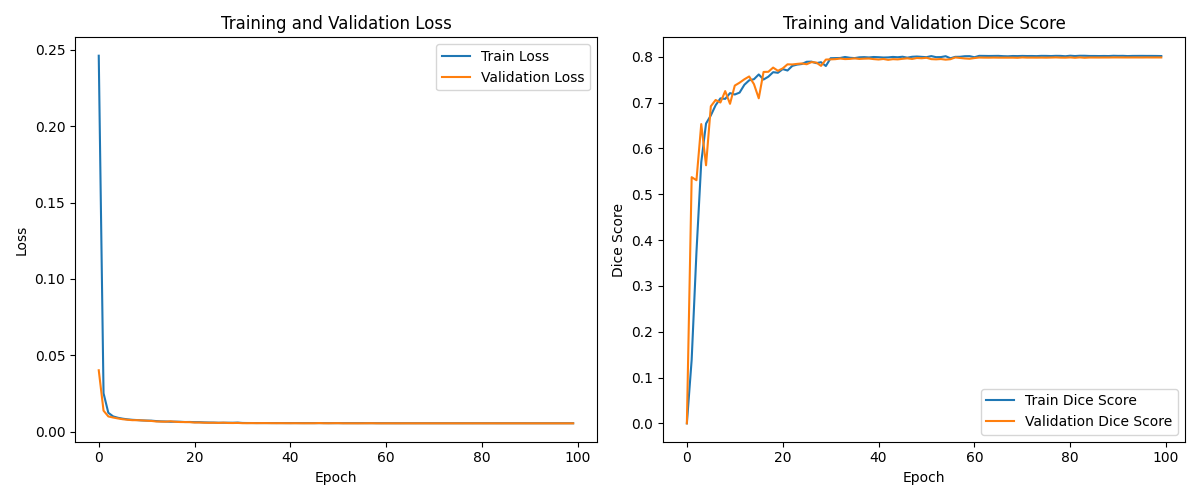 Training and Validation Loss
0.25
0.20
0.15
0.10
0.05
0.00
Loss
Train Loss
Validation Loss
0 20 40 60 80 100
Epoch
Training and Validation Dice Score
0.8
0.7
0.6
0.5
0.4
0.3
0.2
0.1
0.0
Dice Score
Train Dice Score
Validation Dice Score
0 20 40 60 80 100
Epoch